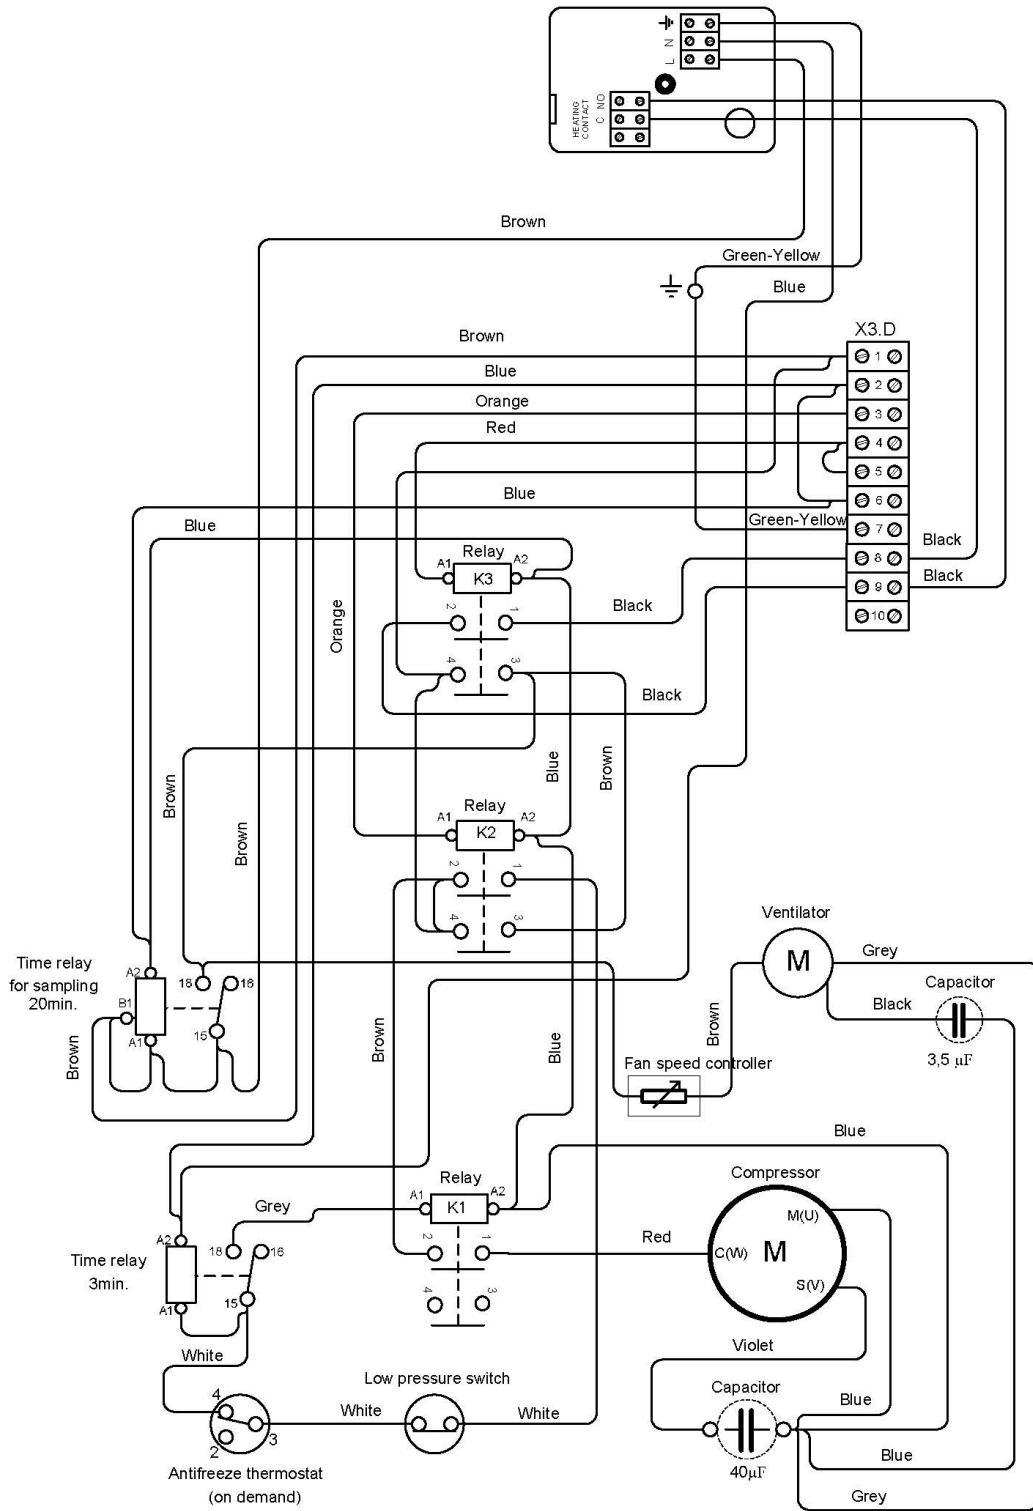 L N
HEATING
CONTACT
C NO
Brown
Green-Yellow
Blue
X3.D
Brown
1
Blue
2
Orange
3
Red
4
5
Blue
6
Blue
Green-Yellow
7
Black
8
Relay
A1
A2
K3
Black
9
Black
10
Orange
2
1
4
3
Black
Brown
Blue
Brown
Brown
Relay
A1
A2
K2
2
1
4
3
Ventilator
M
Grey
Time relay
for sampling
20min.
A2
B1
A1
18
16
15
Capacitor
Black
3,5 µF
Brown
Brown
Blue
Brown
Fan speed controller
Blue
Relay
A1
A2
K1
Grey
Compressor
M(U)
C(W)
M
S(V)
Time relay
3min.
A2
A1
18
16
15
2
1
4
3
Red
White
Violet
Low pressure switch
Capacitor
4
2
3
White
White
Blue
Blue
40µF
Antifreeze thermostat
(on demand)
Grey